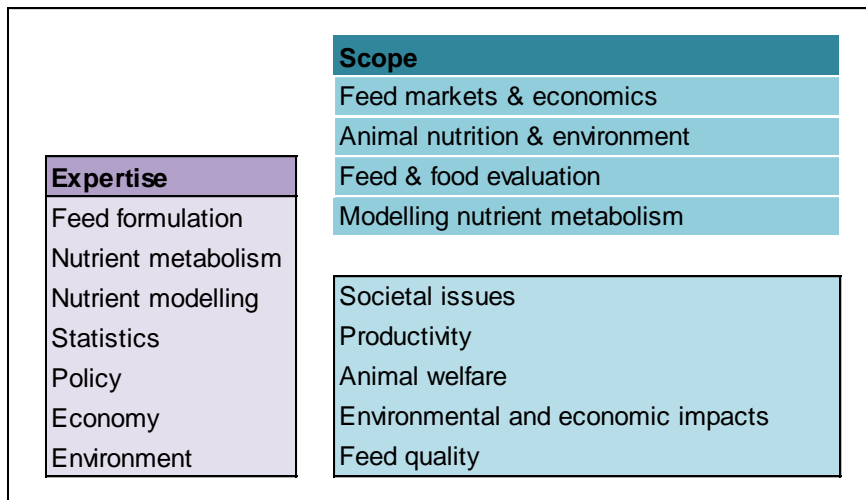 Expertise
Feed formulation
Nutrient metabolism
Nutrient modelling
Statistics
Policy
Economy
Environment
Scope
Feed markets & economics
Animal nutrition & environment
Feed & food evaluation
Modelling nutrient metabolism
Societal issues
Productivity
Animal welfare
Environmental and economic impacts
Feed quality